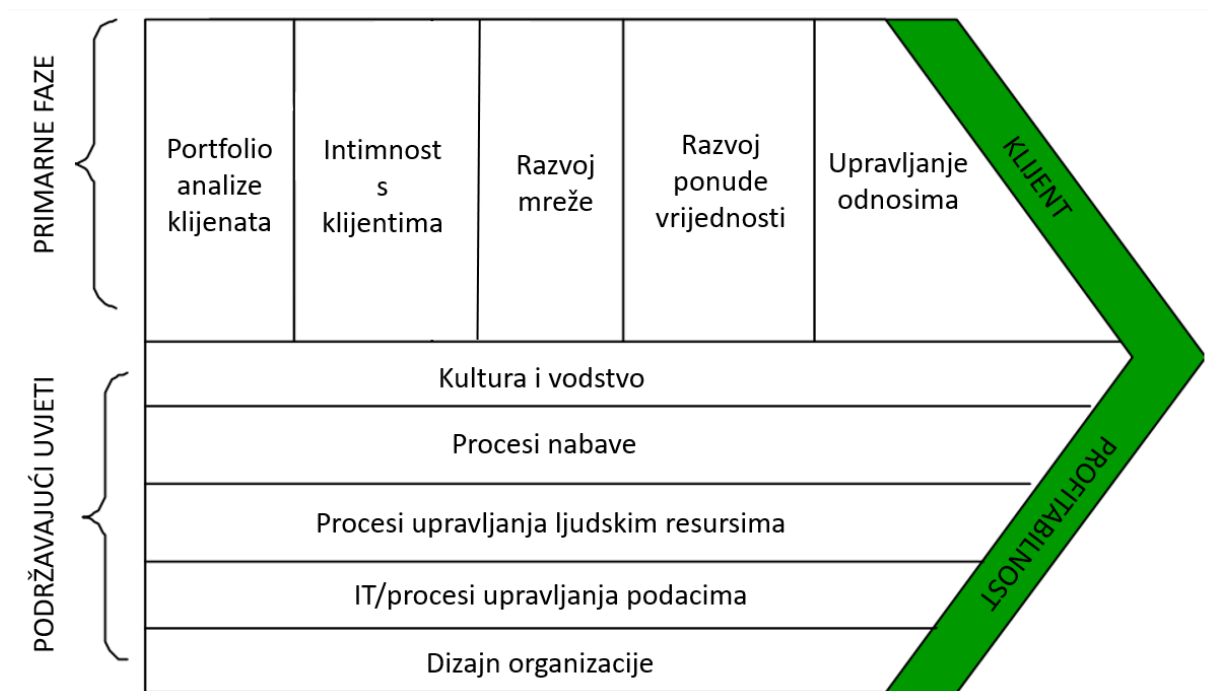 PRIMARNE FAZE
Portfolio
analize
klijenata
Intimnost
s
klijentima
Razvoj
mreže
Razvoj
ponude
vrijednosti
Upravljanje
odnosima
KLIJENT
PODRŽAVAJUĆI UVJETI
Kultura i vodstvo
Procesi nabave
Procesi upravljanja ljudskim resursima
IT/procesi upravljanja podacima
Dizajn organizacije
PROFITABILNOST